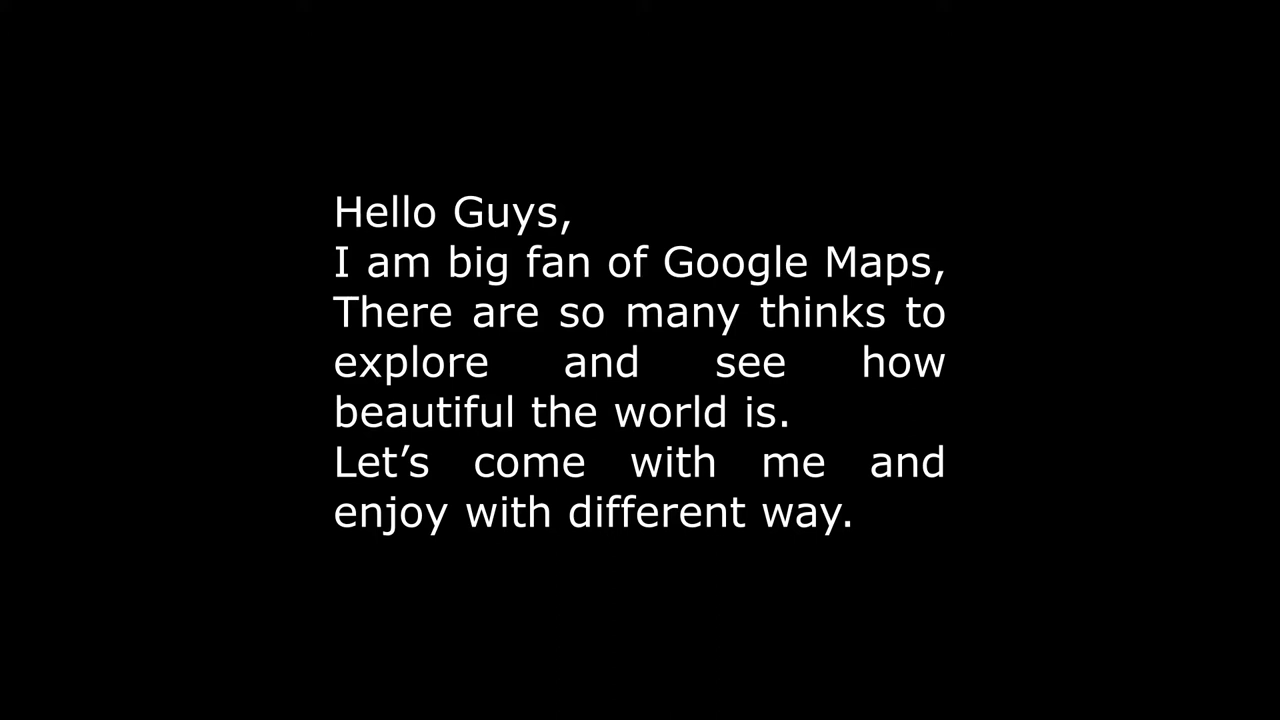 Hello Guys,
I am big fan of Google Maps,
There are so many thinks to
explore and see how
beautiful the world is.
Let’s come with me and
enjoy with different way.